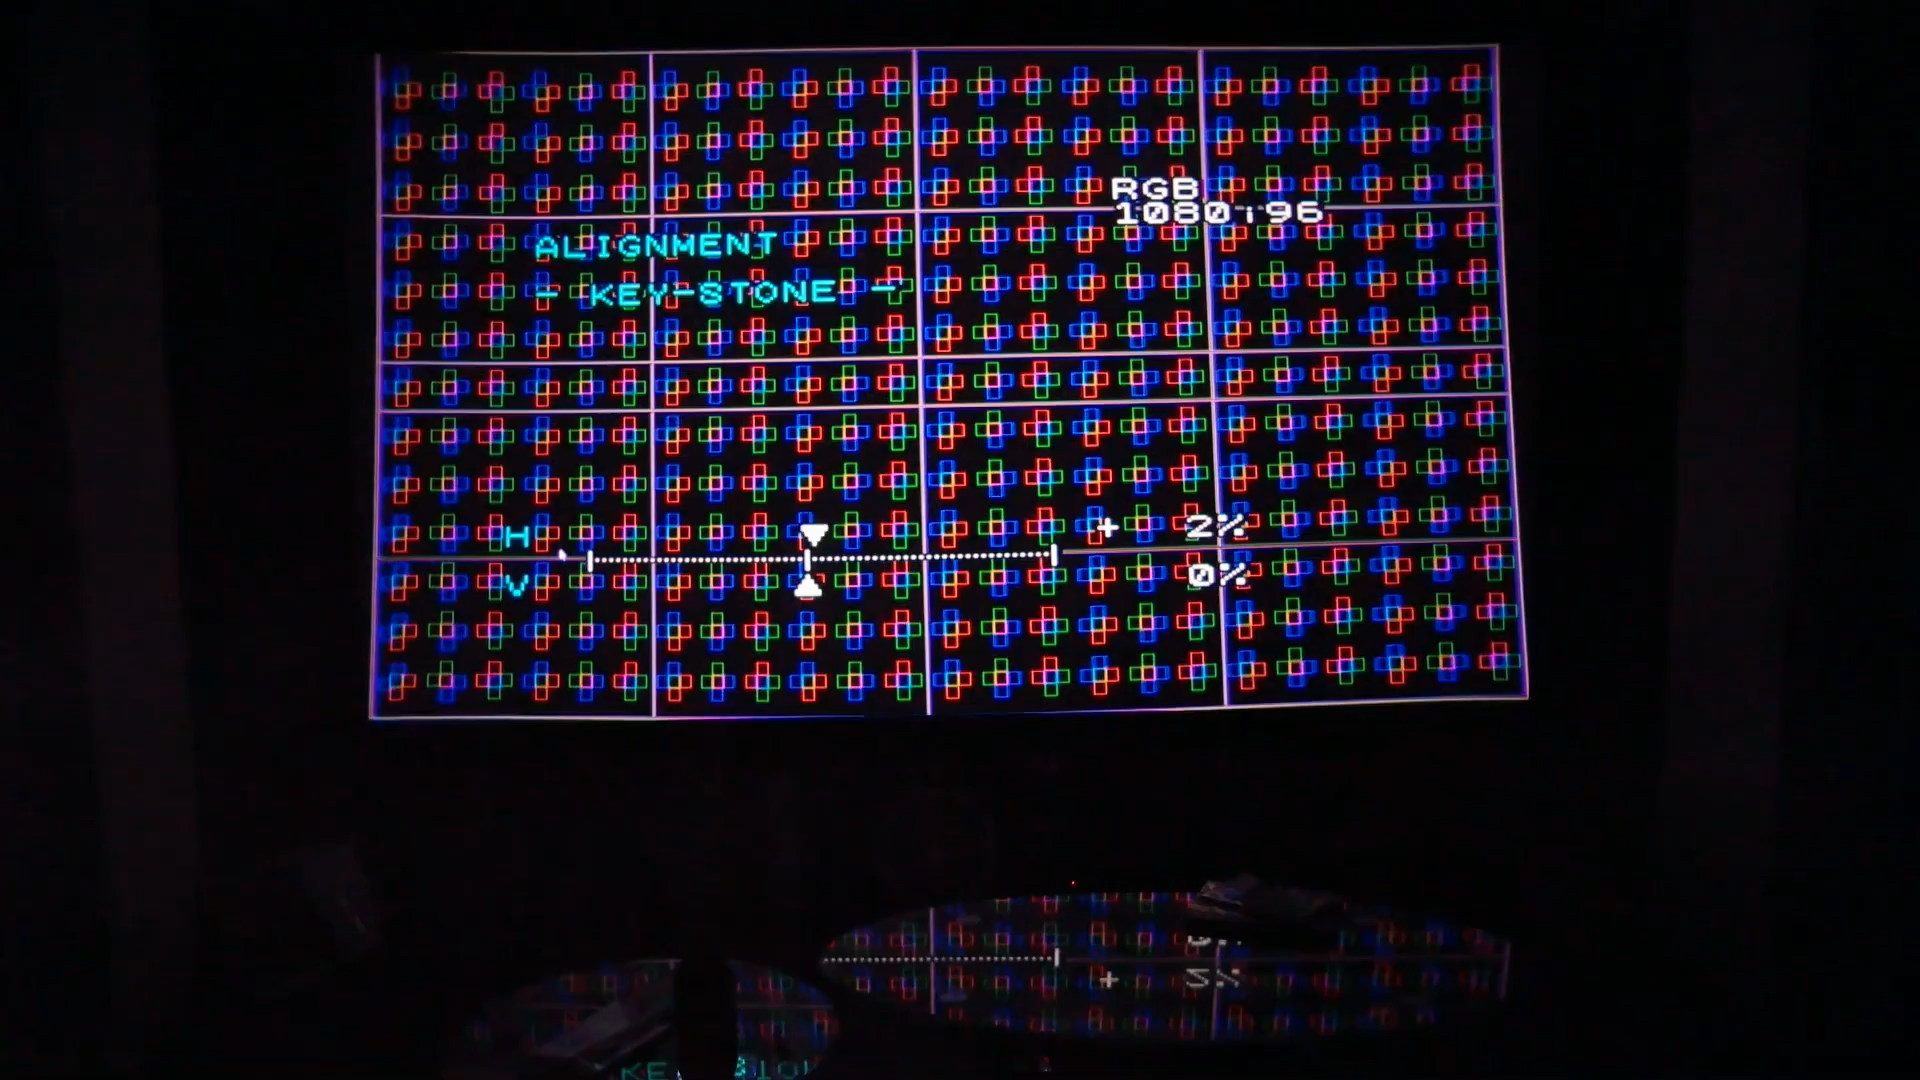 RGB
1080i96
ALIGNMENT
- KEY-STONE -
H + 2%
V 0%